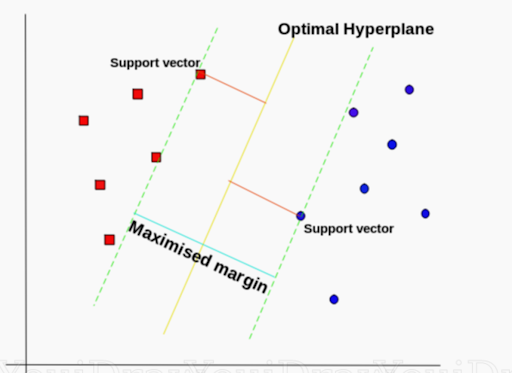 Optimal Hyperplane
Support vector
Support vector
Maximised margin